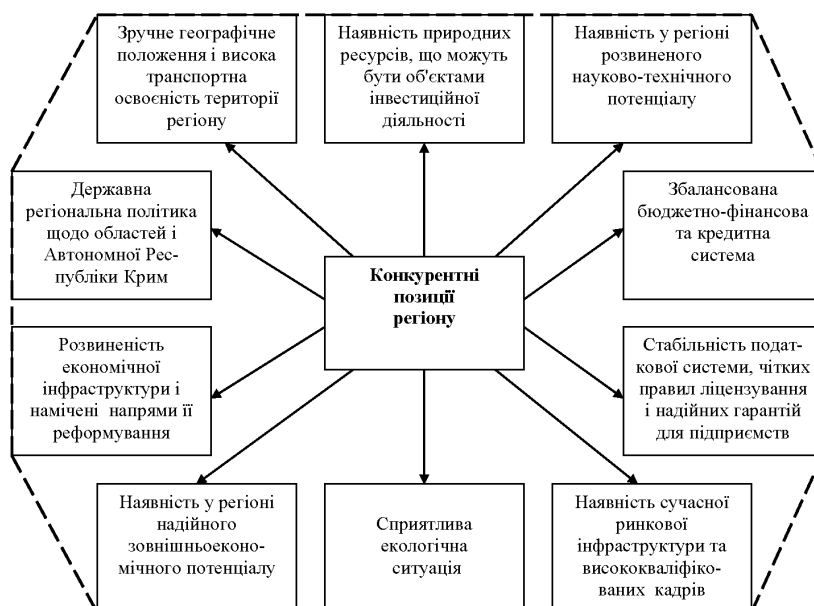 Зручне географічне
положення і висока
транспортна
освоєність території
регіону
Наявність природних
ресурсів, що можуть
бути об'єктами
інвестиційної
діяльності
Наявність у регіоні
розвиненого
науково-технічного
потенціалу
Державна
регіональна політика
щодо областей і
Автономної Рес-
публіки Крим
Збалансована
бюджетно-фінансова
та кредитна
система
Конкурентні
позиції
регіону
Розвиненість
економічної
інфраструктури і
намічені напрями її
реформування
Стабільність подат-
кової системи, чітких
правил ліцензування
і надійних гарантій
для підприємств
Наявність у регіоні
надійного
зовнішньоеконо-
мічного потенціалу
Сприятлива
екологічна
ситуація
Наявність сучасної
ринкової
інфраструктури та
висококваліфіко-
ваних кадрів